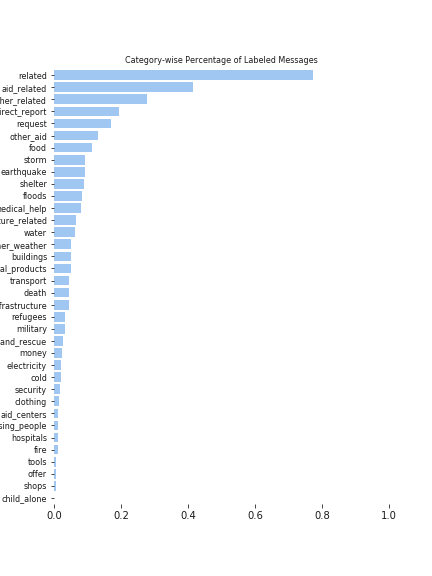 Category-wise Percentage of Labeled Messages
related
aid_related
her_related
irect_report
request
other_aid
food
storm
earthquake
shelter
floods
edical_help
ture_related
water
er_weather
buildings
al_products
transport
death
frastructure
refugees
military
and_rescue
money
electricity
cold
security
clothing
aid_centers
sing_people
hospitals
fire
tools
offer
shops
child_alone
0.0 0.2 0.4 0.6 0.8 1.0